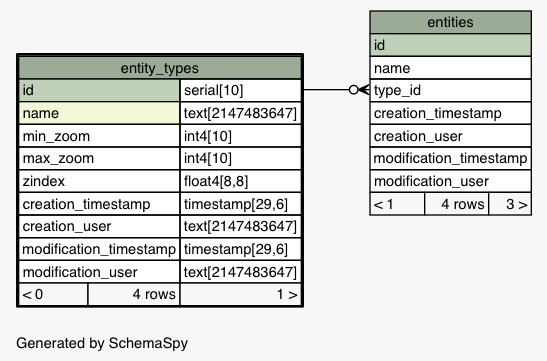 entity_types
id serial[10]
name text[2147483647]
min_zoom int4[10]
max_zoom int4[10]
zindex float4[8,8]
creation_timestamp timestamp[29,6]
creation_user text[2147483647]
modification_timestamp timestamp[29,6]
modification_user text[2147483647]
< 0 4 rows 1 >
entities
id
name
type_id
creation_timestamp
creation_user
modification_timestamp
modification_user
< 1 4 rows 3 >
Generated by SchemaSpy